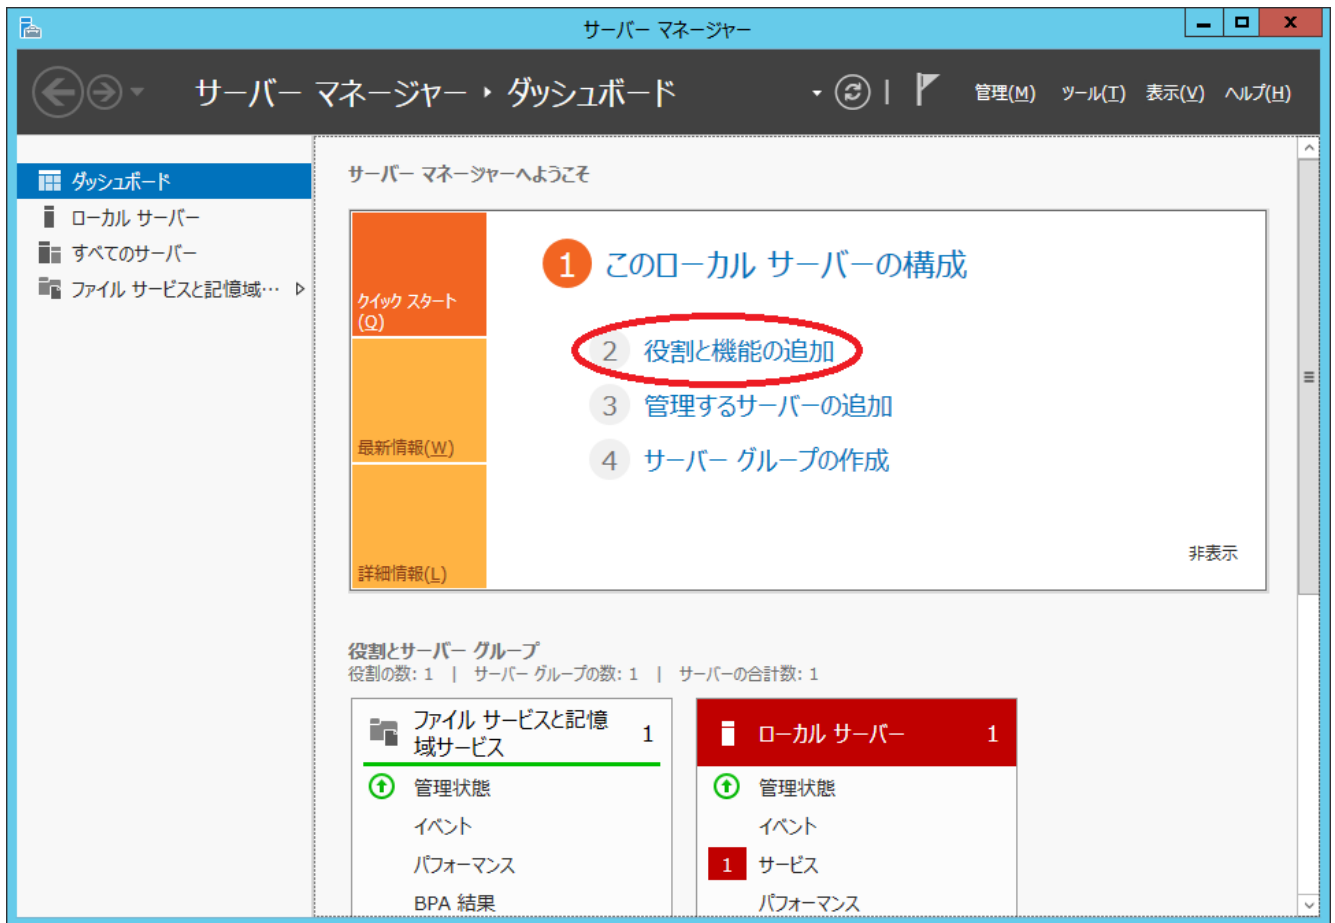 サーバー マネージャー
サーバー マネージャー ダッシュボード
管理(M) ツール(T) 表示(V) ヘルプ(H)
ダッシュボード
ローカル サーバー
すべてのサーバー
ファイル サービスと記憶域…
サーバー マネージャーへようこそ
クイック スタート
(Q)
最新情報(W)
詳細情報(L)
1 このローカル サーバーの構成
2 役割と機能の追加
3 管理するサーバーの追加
4 サーバー グループの作成
非表示
役割とサーバー グループ
役割の数: 1 | サーバー グループの数: 1 | サーバーの合計数: 1
ファイル サービスと記憶
域サービス
1
管理状態
イベント
パフォーマンス
BPA 結果
ローカル サーバー 1
管理状態
イベント
1 サービス
パフォーマンス